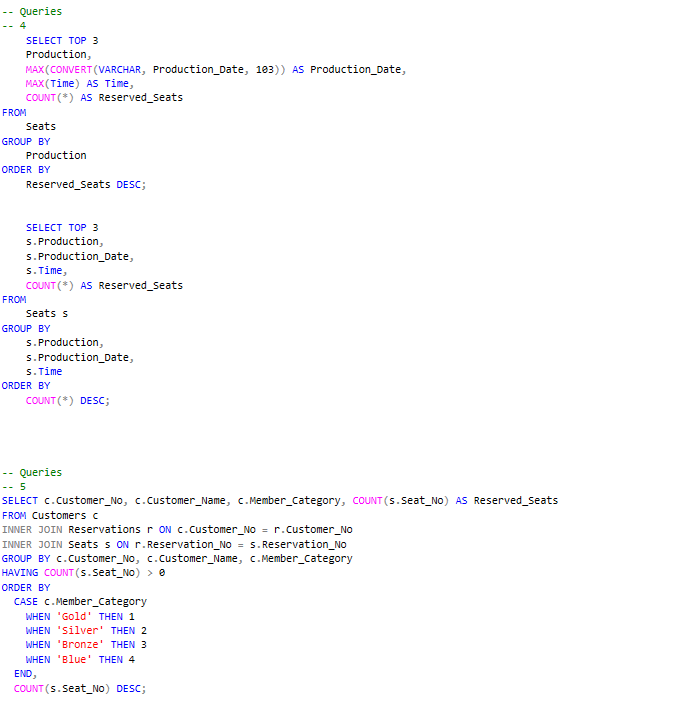 -- Queries
-- 4
    SELECT TOP 3
    Production,
    MAX(CONVERT(VARCHAR, Production_Date, 103)) AS Production_Date,
    MAX(Time) AS Time,
    COUNT(*) AS Reserved_Seats
FROM
    Seats
GROUP BY
    Production
ORDER BY
    Reserved_Seats DESC;
    SELECT TOP 3
    s.Production,
    s.Production_Date,
    s.Time,
    COUNT(*) AS Reserved_Seats
FROM
    Seats s
GROUP BY
    s.Production,
    s.Production_Date,
    s.Time
ORDER BY
    COUNT(*) DESC;
-- Queries
-- 5
SELECT c.Customer_No, c.Customer_Name, c.Member_Category, COUNT(s.Seat_No) AS Reserved_Seats
FROM Customers c
INNER JOIN Reservations r ON c.Customer_No = r.Customer_No
INNER JOIN Seats s ON r.Reservation_No = s.Reservation_No
GROUP BY c.Customer_No, c.Customer_Name, c.Member_Category
HAVING COUNT(s.Seat_No) > 0
ORDER BY
  CASE c.Member_Category
    WHEN 'Gold' THEN 1
    WHEN 'Silver' THEN 2
    WHEN 'Bronze' THEN 3
    WHEN 'Blue' THEN 4
  END,
  COUNT(s.Seat_No) DESC;